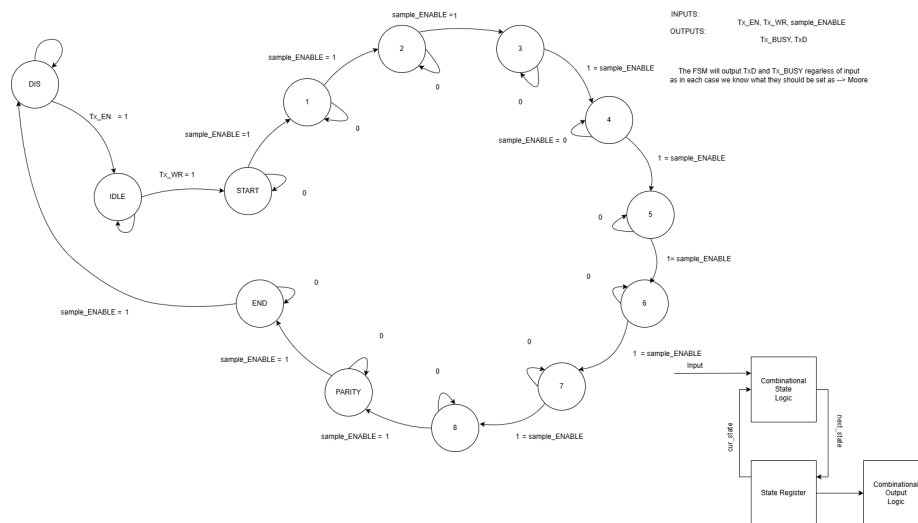 INPUTS:
Tx_EN, Tx_WR, sample_ENABLE
OUTPUTS:
Tx_BUSY, TxD
The FSM will output TxD and Tx_BUSY regarless of input
as in each case we know what they should be set as --> Moore
DIS
Tx_EN = 1
IDLE
Tx_WR = 1
START
0
sample_ENABLE =1
1
0
sample_ENABLE = 1
2
0
sample_ENABLE =1
3
0
1 = sample_ENABLE
4
sample_ENABLE = 0
1 = sample_ENABLE
5
0
1= sample_ENABLE
6
0
1 = sample_ENABLE
7
0
1 = sample_ENABLE
8
0
sample_ENABLE = 1
PARITY
0
sample_ENABLE = 1
END
0
sample_ENABLE = 1
Input
Combinational
State
Logic
cur_state
next_state
State Register
Combinational
Output
Logic